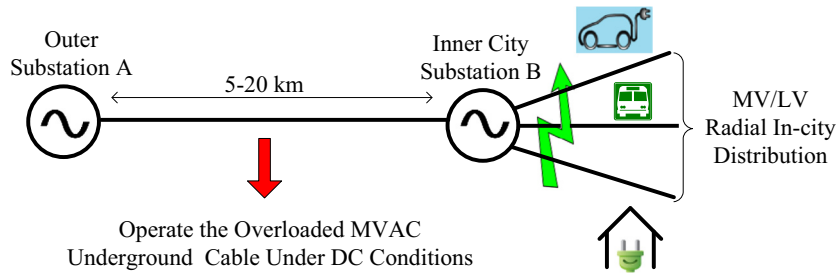 Outer
Substation A
5-20 km
Inner City
Substation B
MV/LV
Radial In-city
Distribution
Operate the Overloaded MVAC
Underground Cable Under DC Conditions